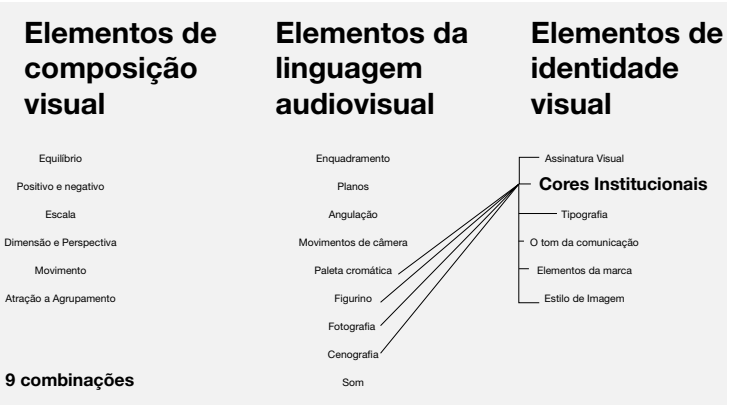 Elementos de
composição
visual
Equilíbrio
Positivo e negativo
Escala
Dimensão e Perspectiva
Movimento
Atração a Agrupamento
9 combinações
Elementos da
linguagem
audiovisual
Enquadramento
Planos
Angulação
Movimentos de câmera
Paleta cromática
Figurino
Fotografia
Cenografia
Som
Elementos de
identidade
visual
Assinatura Visual
Cores Institucionais
Tipografia
O tom da comunicação
Elementos da marca
Estilo de Imagem